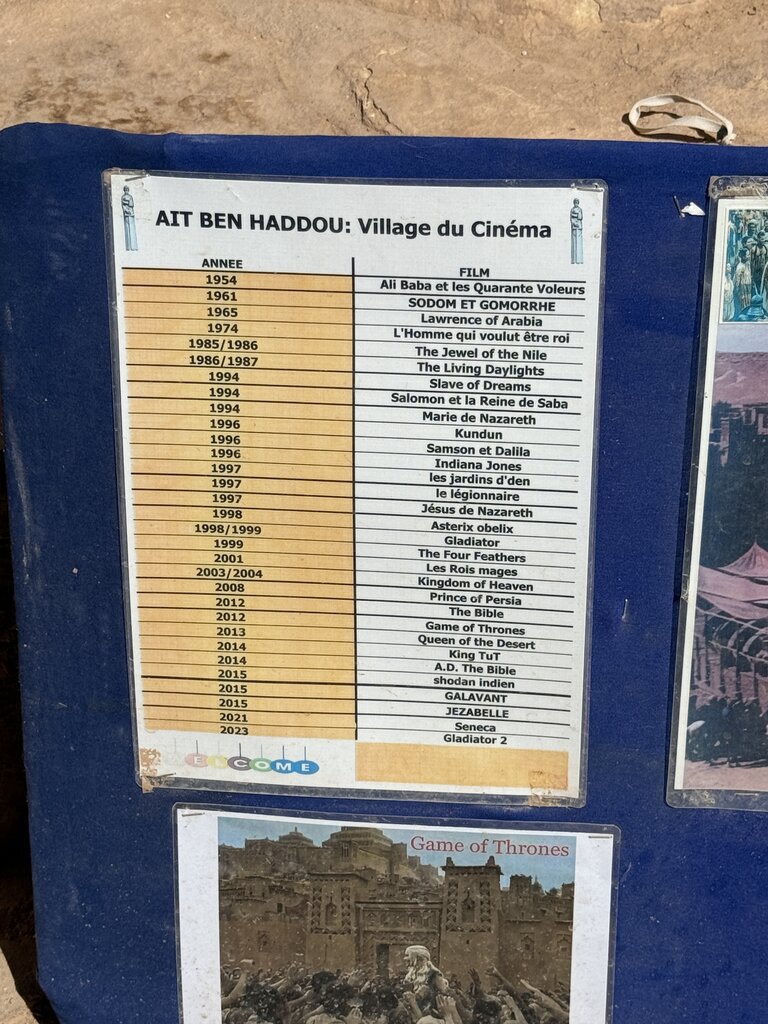 AIT BEN HADDOU: Village du Cinéma
ANNEE FILM
1954 Ali Baba et les Quarante Voleurs
1961 SODOM ET GOMORRHE
1965 Lawrence of Arabia
1974 L'Homme qui voulut être roi
1985/1986 The Jewel of the Nile
1986/1987 The Living Daylights
1994 Slave of Dreams
1994 Salomon et la Reine de Saba
1994 Marie de Nazareth
1996 Kundun
1996 Samson et Dalila
1996 Indiana Jones
1997 les jardins d'den
1997 le légionnaire
1997 Jésus de Nazareth
1998 Asterix obelix
1998/1999 Gladiator
1999 The Four Feathers
2001 Les Rois mages
2003/2004 Kingdom of Heaven
2008 Prince of Persia
2012 The Bible
2012 Game of Thrones
2013 Queen of the Desert
2014 King TuT
2014 A.D. The Bible
2015 shodan indien
2015 GALAVANT
2015 JEZABELLE
2021 Seneca
2023 Gladiator 2
WELCOME
Game of Thrones